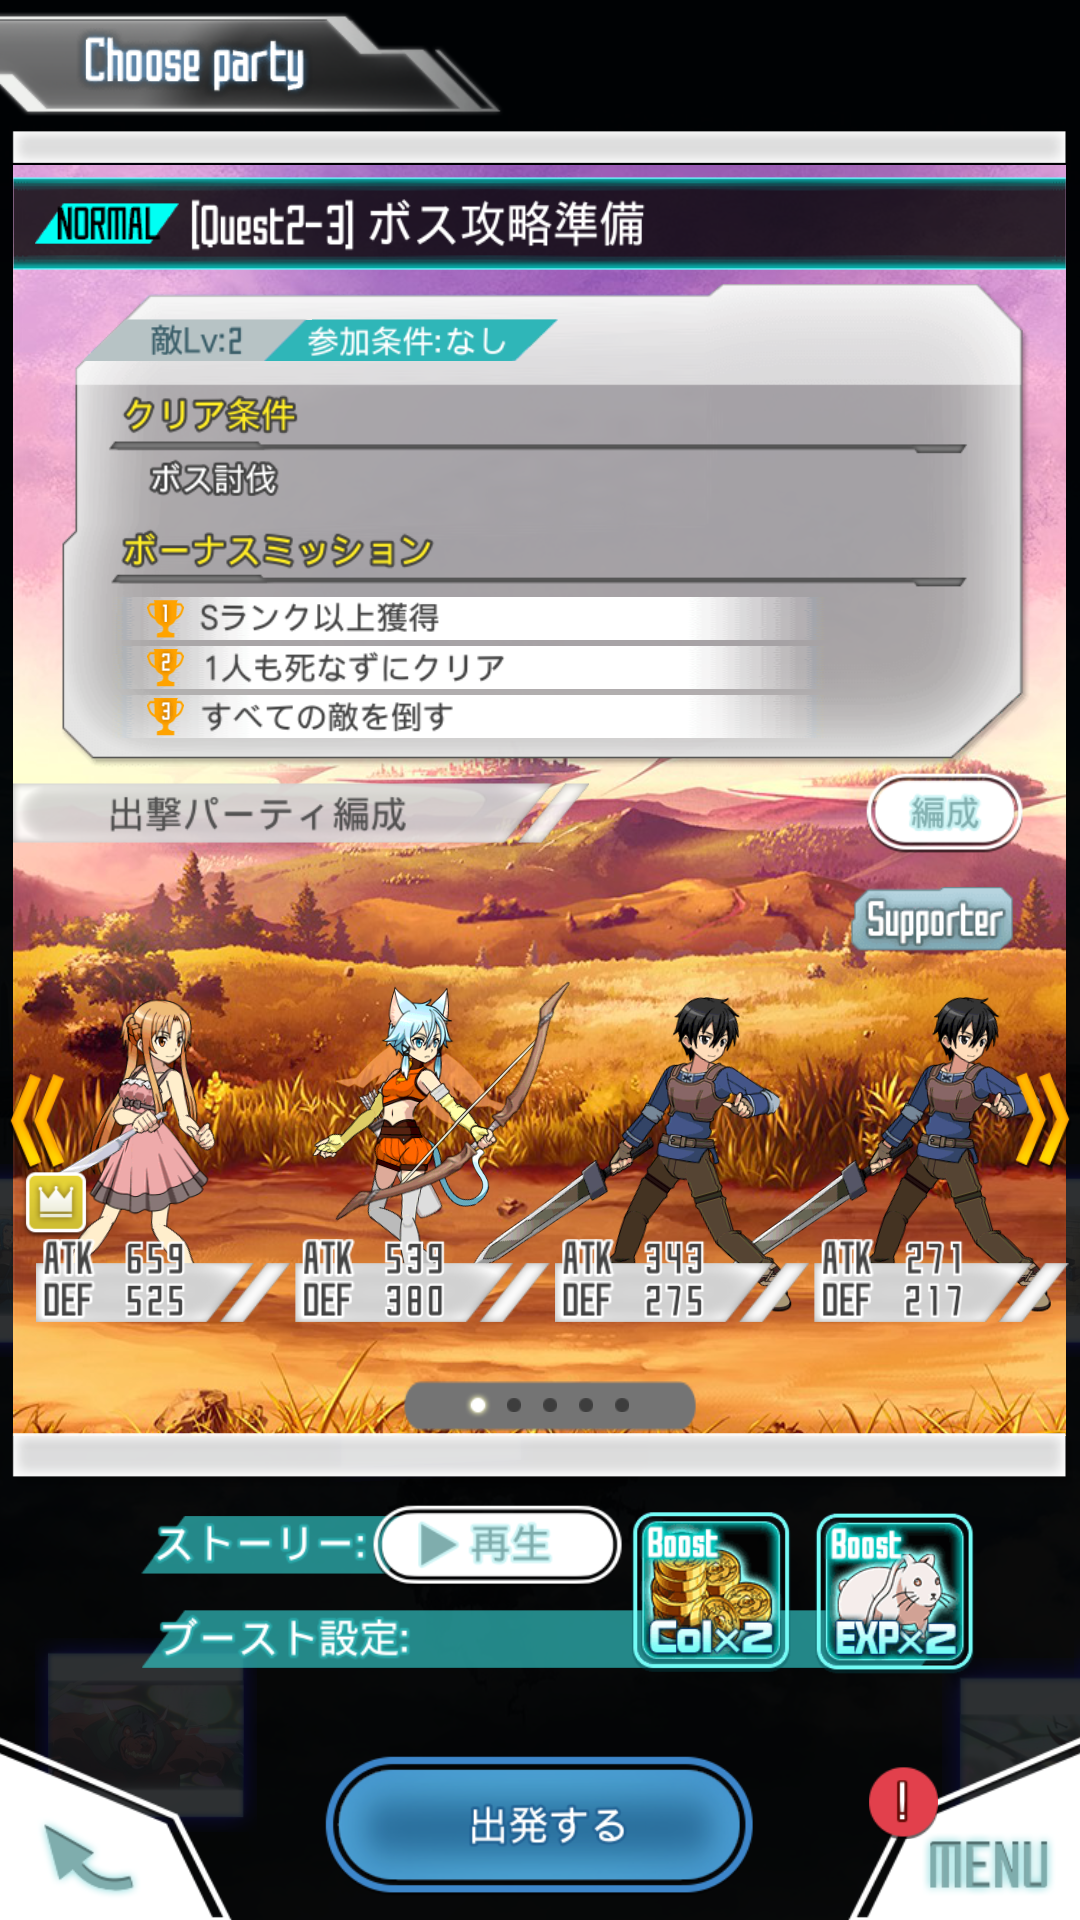 Choose party
NORMAL [Quest2-3] ボス攻略準備
敵Lv:2 参加条件:なし
クリア条件
ボス討伐
ボーナスミッション
1 Sランク以上獲得
2 1人も死なずにクリア
3 すべての敵を倒す
出撃パーティ編成 編成
Supporter
ATK 659 ATK 539 ATK 343 ATK 271
DEF 525 DEF 380 DEF 275 DEF 217
ストーリー: 再生
Boost Col×2 Boost EXP×2
ブースト設定:
出発する
!
MENU